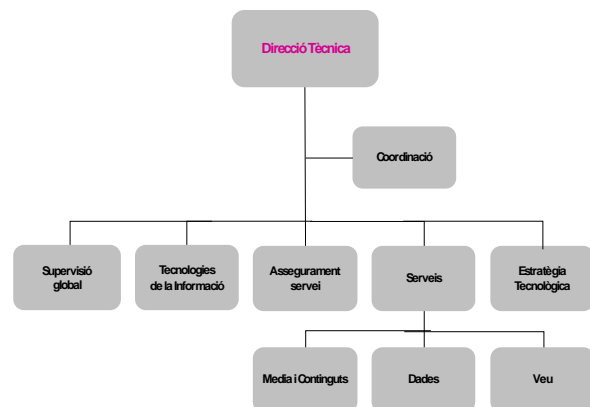 Direcció Tècnica
Coordinació
Supervisió
global
Tecnologies
de la Informació
Assegurament
servei
Serveis
Estratègia
Tecnològica
Media i Continguts
Dades
Veu